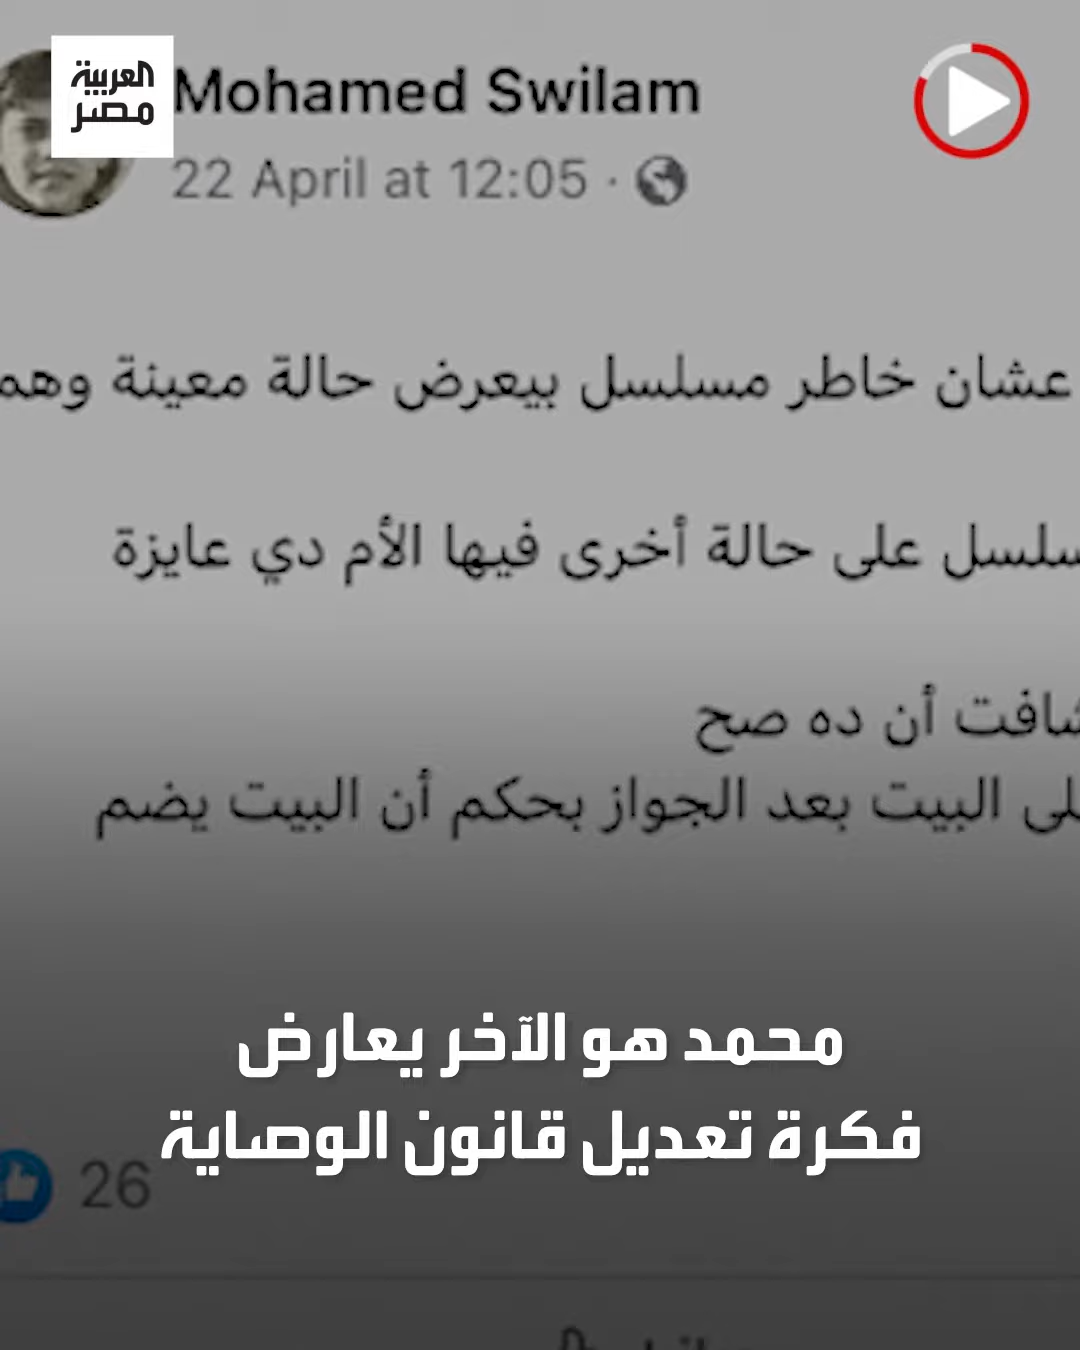 العربية
مصر
Mohamed Swilam
22 April at 12:05 ·
عشان خاطر مسلسل بيعرض حالة معينة وهم
سلسل على حالة أخرى فيها الأم دي عايزة
شافت أن ده صح
لى البيت بعد الجواز بحكم أن البيت يضم
محمد هو الآخر يعارض
فكرة تعديل قانون الوصاية
26